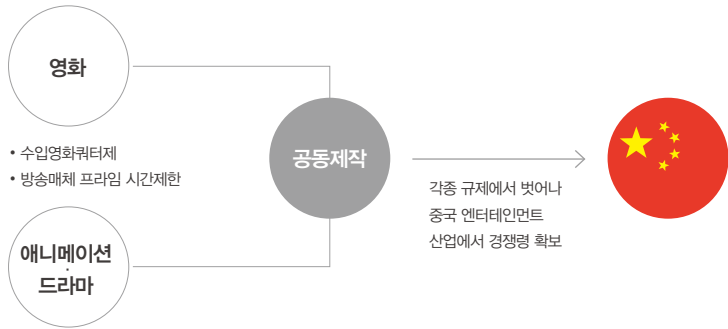 영화
• 수입영화쿼터제
• 방송매체 프라임 시간제한
애니메이션
·
드라마
공동제작
각종 규제에서 벗어나
중국 엔터테인먼트
산업에서 경쟁령 확보